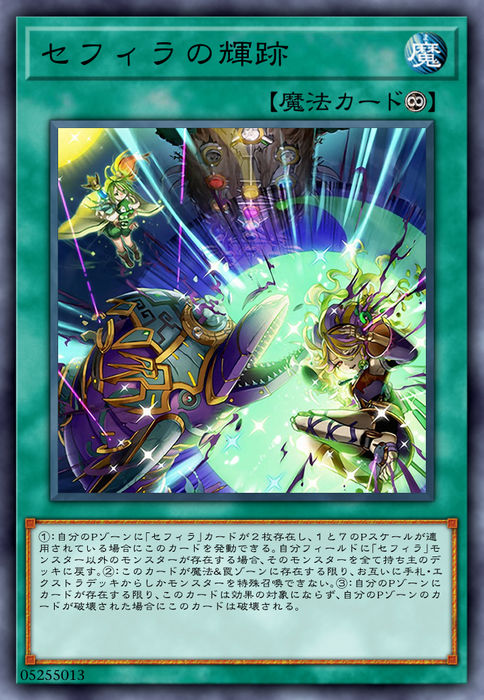 セフィラの輝跡
魔
【魔法カード♾】
①:自分のPゾーンに「セフィラ」カードが2枚存在し、1と7のPスケールが適
用されている場合にこのカードを発動できる。自分フィールドに「セフィラ」モ
ンスター以外のモンスターが存在する場合、そのモンスターを全て持ち主のデ
ッキに戻す。②:このカードが魔法&罠ゾーンに存在する限り、お互いに手札・エ
クストラデッキからしかモンスターを特殊召喚できない。③:自分のPゾーンに
カードが存在する限り、このカードは効果の対象にならず、自分のPゾーンのカ
ードが破壊された場合にこのカードは破壊される。
05255013